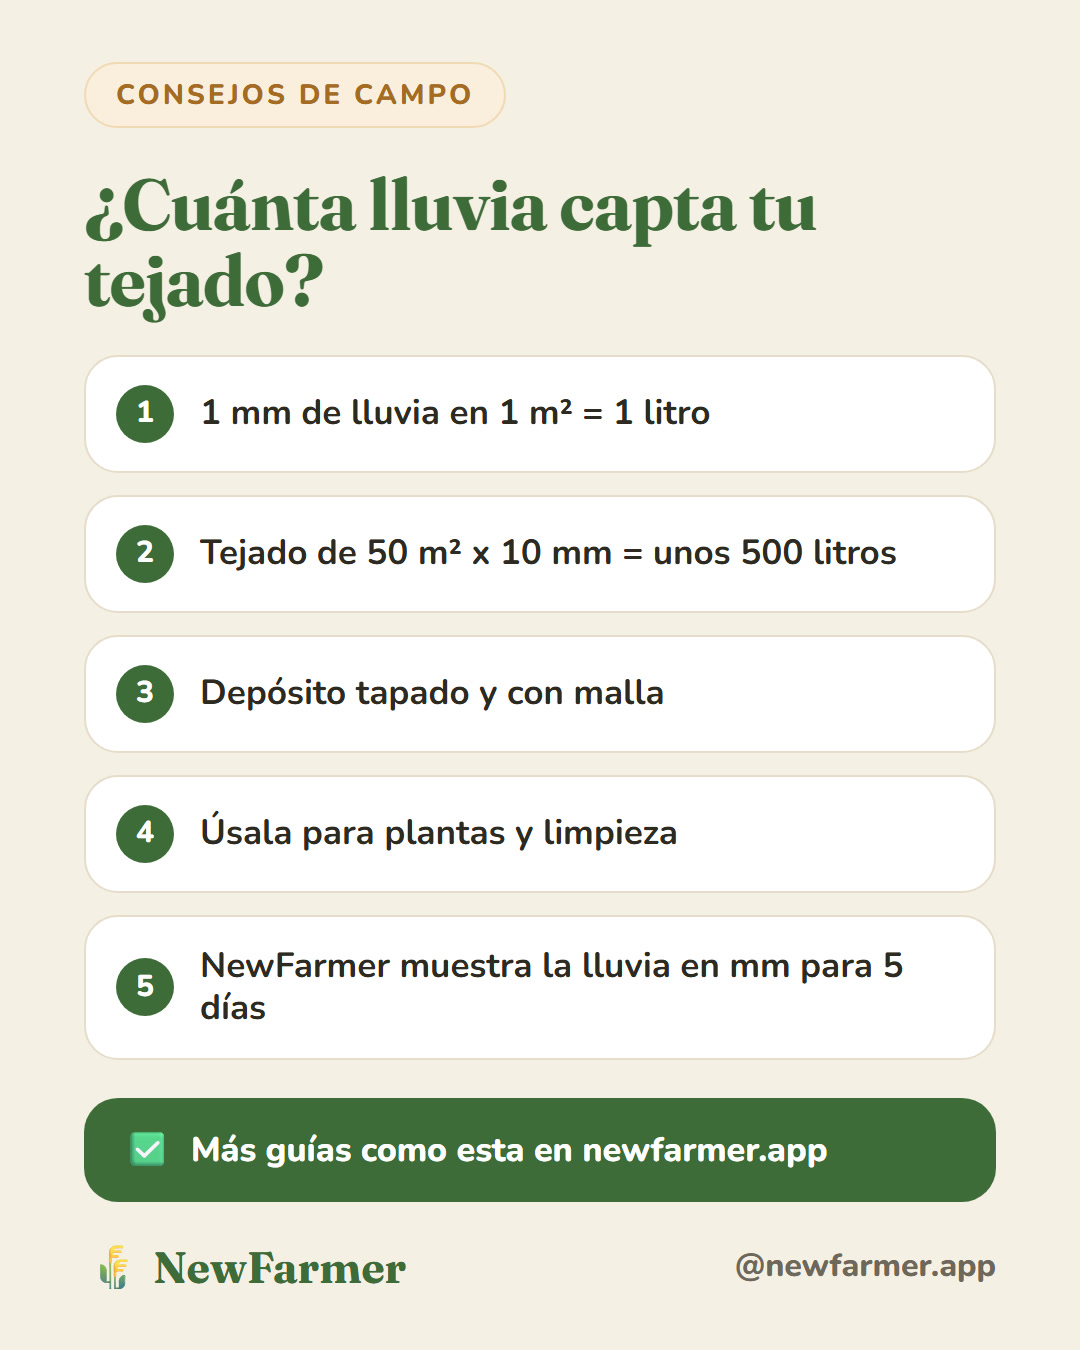 CONSEJOS DE CAMPO
¿Cuánta lluvia capta tu
tejado?
1 1 mm de lluvia en 1 m² = 1 litro
2 Tejado de 50 m² x 10 mm = unos 500 litros
3 Depósito tapado y con malla
4 Úsala para plantas y limpieza
5 NewFarmer muestra la lluvia en mm para 5
días
✅ Más guías como esta en newfarmer.app
NewFarmer
@newfarmer.app